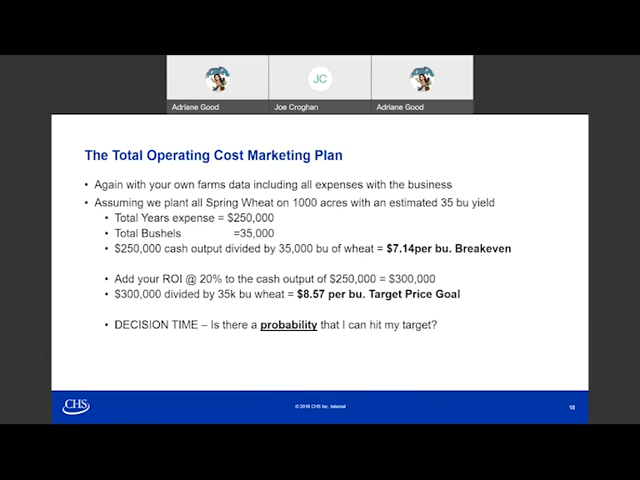 JC
Adriane Good
Joe Croghan
Adriane Good
The Total Operating Cost Marketing Plan
• Again with your own farms data including all expenses with the business
• Assuming we plant all Spring Wheat on 1000 acres with an estimated 35 bu yield
• Total Years expense = $250,000
• Total Bushels =35,000
• $250,000 cash output divided by 35,000 bu of wheat = $7.14per bu. Breakeven
• Add your ROI @ 20% to the cash output of $250,000 = $300,000
• $300,000 divided by 35k bu wheat = $8.57 per bu. Target Price Goal
• DECISION TIME – Is there a probability that I can hit my target?
CHS
© 2018 CHS Inc. Internal
18